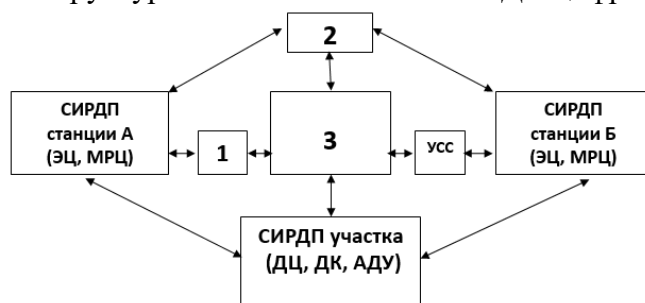 2
СИРДП
станции А
(ЭЦ, МРЦ)
1
3
УСС
СИРДП
станции Б
(ЭЦ, МРЦ)
СИРДП участка
(ДЦ, ДК, АДУ)